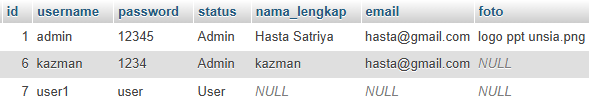 id username password status nama_lengkap email foto
1 admin 12345 Admin Hasta Satriya hasta@gmail.com logo ppt unsia.png
6 kazman 1234 Admin kazman hasta@gmail.com NULL
7 user1 user User NULL NULL NULL